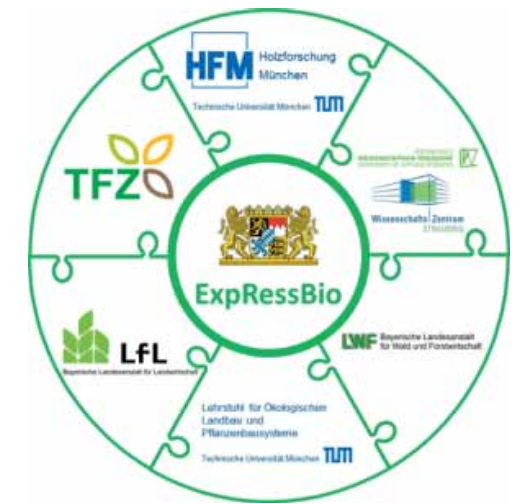 HFM Holzforschung
München
Technische Universität München TUM
TFZ
Wissenschafts Zentrum
STRAUBING
ExpRessBio
LfL
Bayerische Landesanstalt für Landwirtschaft
LWF Bayerische Landesanstalt
für Wald und Forstwirtschaft
Lehrstuhl für Ökologischen
Landbau und
Pflanzenbausysteme
Technische Universität München TUM